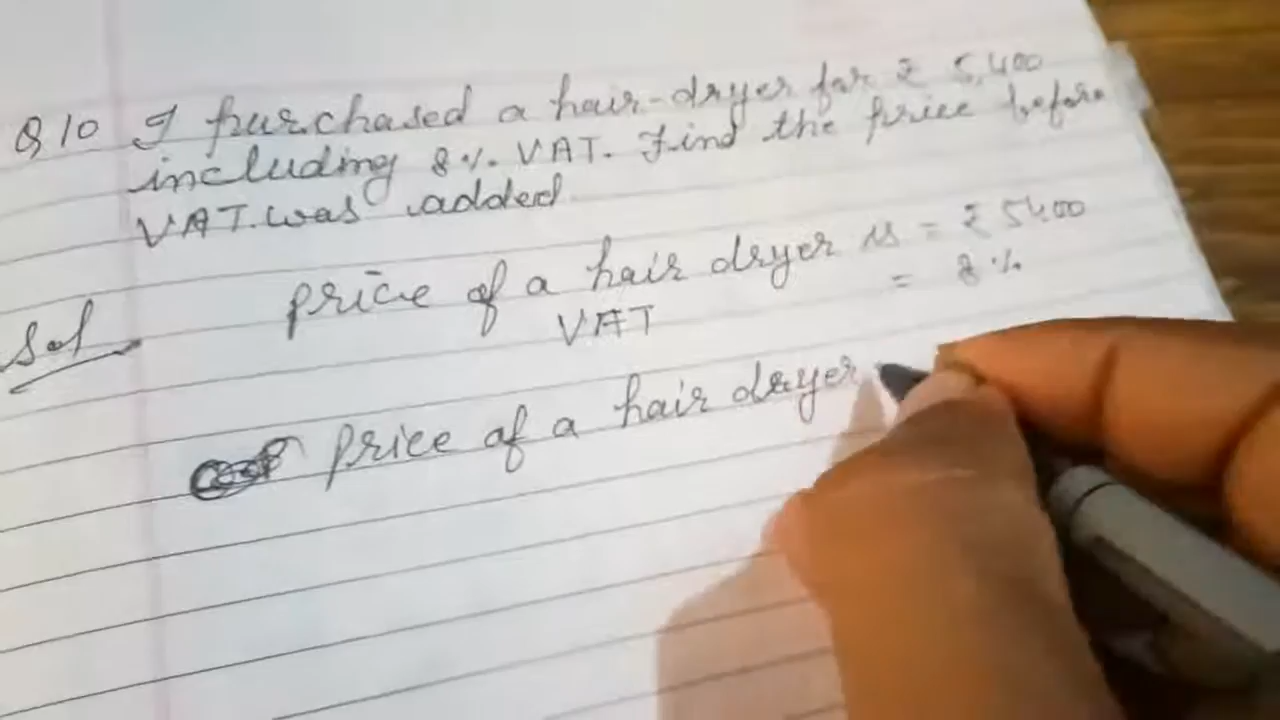 Q10 I purchased a hair-dryer for ₹ 5,400
including 8%. VAT. Find the price before
VAT. was added.
Sol
price of a hair dryer is = ₹ 5400
VAT = 8%
price of a hair dryer